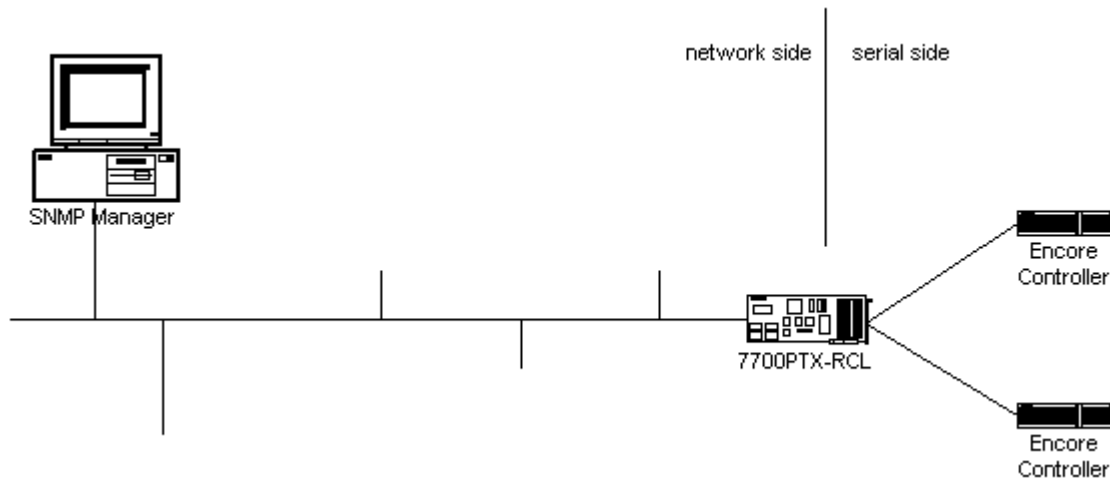 network side
serial side
SNMP Manager
Encore
Controller
7700PTX-RCL
Encore
Controller